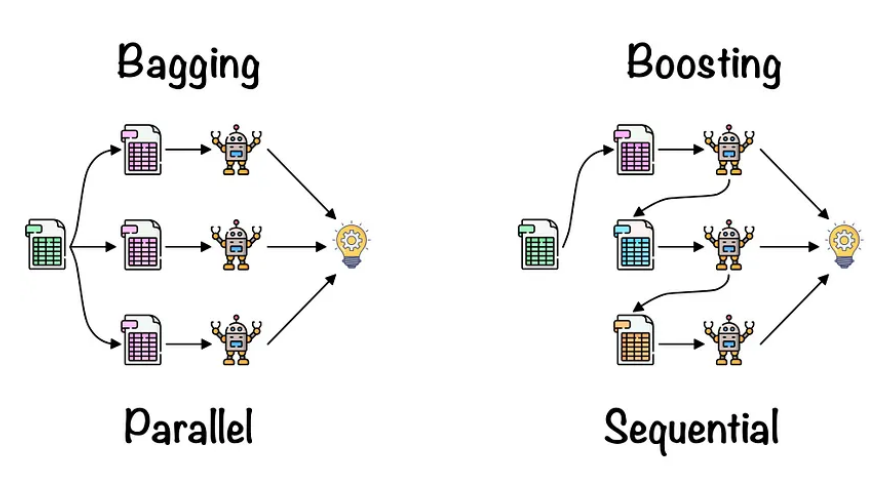 Bagging
Boosting
Parallel
Sequential